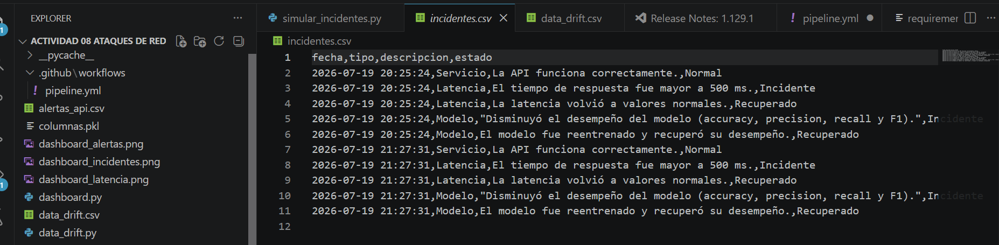 EXPLORER
ACTIVIDAD 08 ATAQUES DE RED
__pycache__
.github\workflows
pipeline.yml
alertas_api.csv
columnas.pkl
dashboard_alertas.png
dashboard_incidentes.png
dashboard_latencia.png
dashboard.py
data_drift.csv
data_drift.py
1
1
simular_incidentes.py
incidentes.csv
data_drift.csv
Release Notes: 1.129.1
pipeline.yml
requiremer
incidentes.csv
1 fecha,tipo,descripcion,estado
2 2026-07-19 20:25:24,Servicio,La API funciona correctamente.,Normal
3 2026-07-19 20:25:24,Latencia,El tiempo de respuesta fue mayor a 500 ms.,Incidente
4 2026-07-19 20:25:24,Latencia,La latencia volvió a valores normales.,Recuperado
5 2026-07-19 20:25:24,Modelo,"Disminuyó el desempeño del modelo (accuracy, precision, recall y F1).",Incidente
6 2026-07-19 20:25:24,Modelo,El modelo fue reentrenado y recuperó su desempeño.,Recuperado
7 2026-07-19 21:27:31,Servicio,La API funciona correctamente.,Normal
8 2026-07-19 21:27:31,Latencia,El tiempo de respuesta fue mayor a 500 ms.,Incidente
9 2026-07-19 21:27:31,Latencia,La latencia volvió a valores normales.,Recuperado
10 2026-07-19 21:27:31,Modelo,"Disminuyó el desempeño del modelo (accuracy, precision, recall y F1).",Incidente
11 2026-07-19 21:27:31,Modelo,El modelo fue reentrenado y recuperó su desempeño.,Recuperado
12